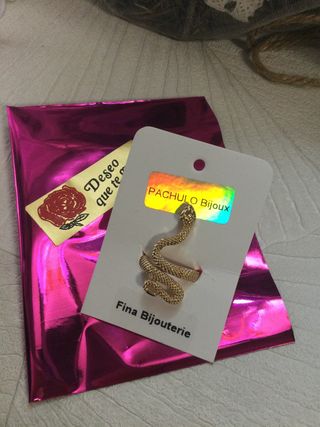 Deseo
que te
PACHULO Bijoux
Fina Bijouterie